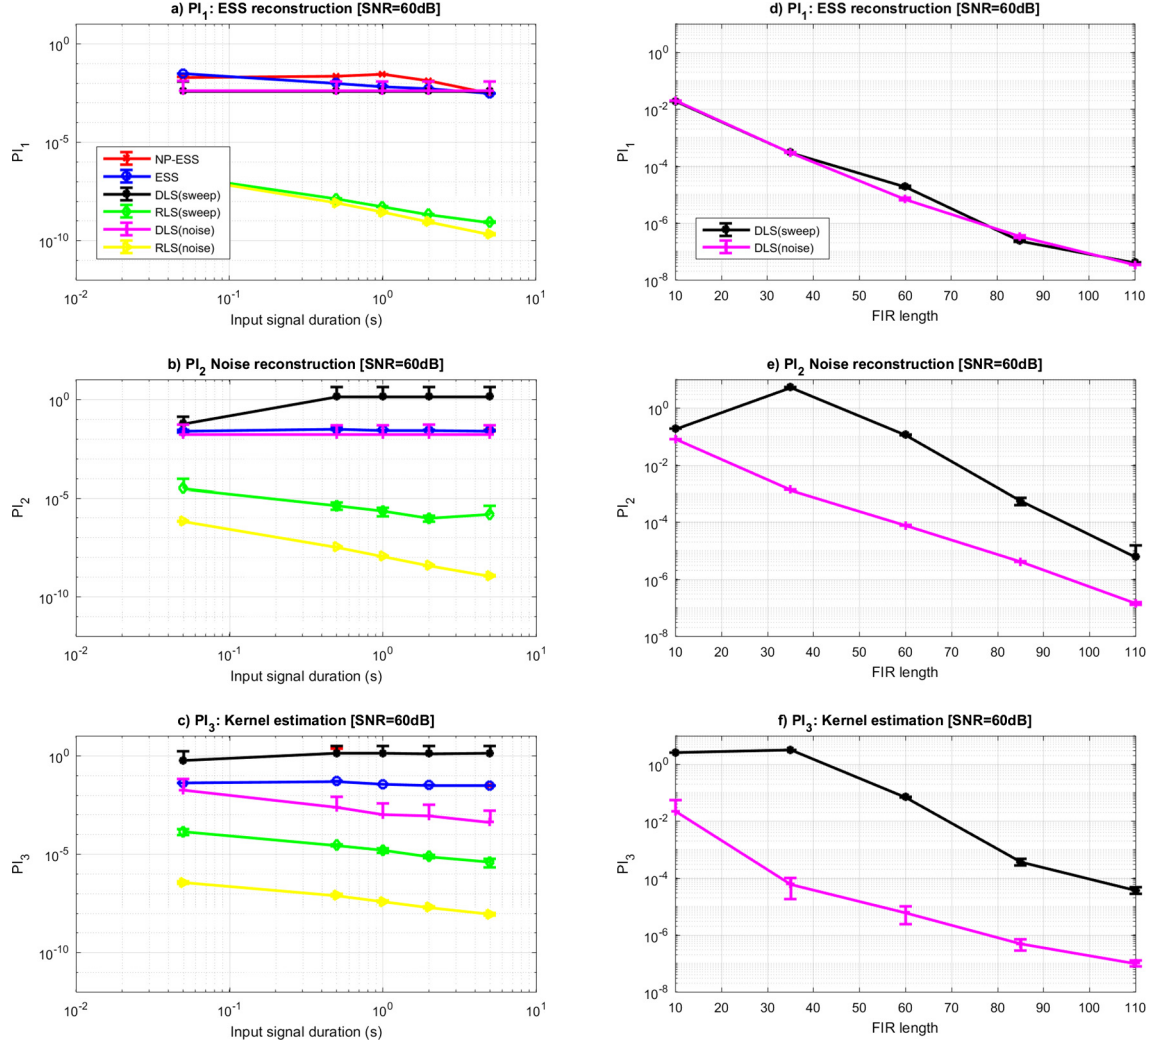 a) PI1: ESS reconstruction [SNR=60dB]
10^0
10^-5
10^-10
PI1
NP-ESS
ESS
DLS(sweep)
RLS(sweep)
DLS(noise)
RLS(noise)
10^-2
10^-1
10^0
10^1
Input signal duration (s)
d) PI1: ESS reconstruction [SNR=60dB]
10^0
10^-2
10^-4
10^-6
10^-8
PI1
DLS(sweep)
DLS(noise)
10 20 30 40 50 60 70 80 90 100 110
FIR length
b) PI2 Noise reconstruction [SNR=60dB]
10^0
10^-5
10^-10
PI2
10^-2
10^-1
10^0
10^1
Input signal duration (s)
e) PI2 Noise reconstruction [SNR=60dB]
10^0
10^-2
10^-4
10^-6
10^-8
PI2
10 20 30 40 50 60 70 80 90 100 110
FIR length
c) PI3: Kernel estimation [SNR=60dB]
10^0
10^-5
10^-10
PI3
10^-2
10^-1
10^0
10^1
Input signal duration (s)
f) PI3: Kernel estimation [SNR=60dB]
10^0
10^-2
10^-4
10^-6
10^-8
PI3
10 20 30 40 50 60 70 80 90 100 110
FIR length